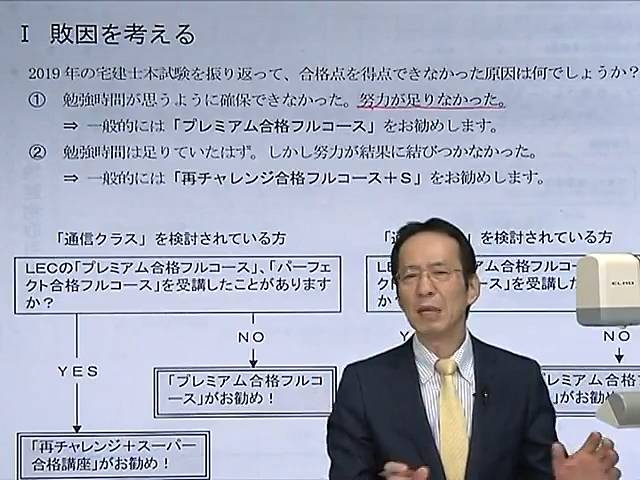 Ⅰ 敗因を考える
2019年の宅建士本試験を振り返って、合格点を得点できなかった原因は何でしょうか？
① 勉強時間が思うように確保できなかった。努力が足りなかった。
⇒ 一般的には「プレミアム合格フルコース」をお勧めします。
② 勉強時間は足りていたはず。しかし努力が結果に結びつかなかった。
⇒ 一般的には「再チャレンジ合格フルコース＋S」をお勧めします。
「通信クラス」を検討されている方
を検討されている方
LECの「プレミアム合格フルコース」、「パーフェ
クト合格フルコース」を受講したことがあります
か？
YES
NO
「プレミアム合格フルコ
ース」がお勧め！
「再チャレンジ＋スーパー
合格講座」がお勧め！
NO
ELMO